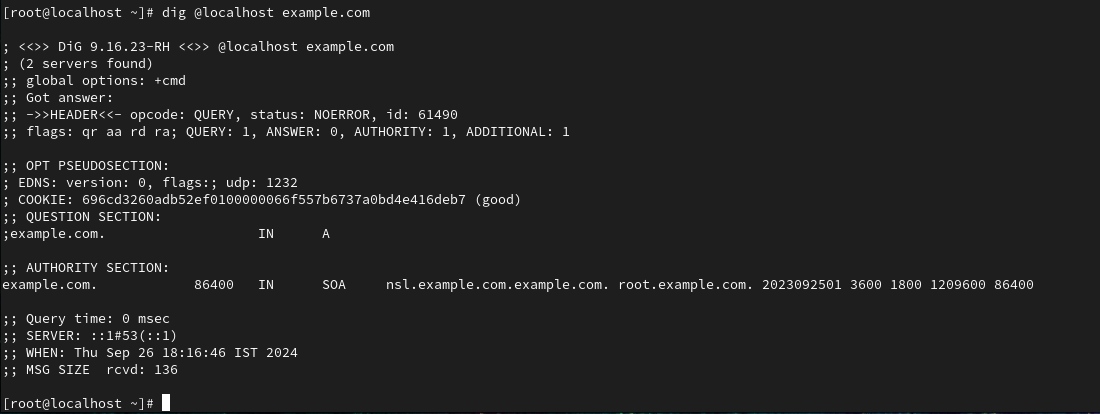 [root@localhost ~]# dig @localhost example.com
; <<>> DiG 9.16.23-RH <<>> @localhost example.com
; (2 servers found)
;; global options: +cmd
;; Got answer:
;; ->>HEADER<<- opcode: QUERY, status: NOERROR, id: 61490
;; flags: qr aa rd ra; QUERY: 1, ANSWER: 0, AUTHORITY: 1, ADDITIONAL: 1
;; OPT PSEUDOSECTION:
; EDNS: version: 0, flags:; udp: 1232
; COOKIE: 696cd3260adb52ef0100000066f557b6737a0bd4e416deb7 (good)
;; QUESTION SECTION:
;example.com. IN A
;; AUTHORITY SECTION:
example.com. 86400 IN SOA nsl.example.com.example.com. root.example.com. 2023092501 3600 1800 1209600 86400
;; Query time: 0 msec
;; SERVER: ::1#53(::1)
;; WHEN: Thu Sep 26 18:16:46 IST 2024
;; MSG SIZE rcvd: 136
[root@localhost ~]#